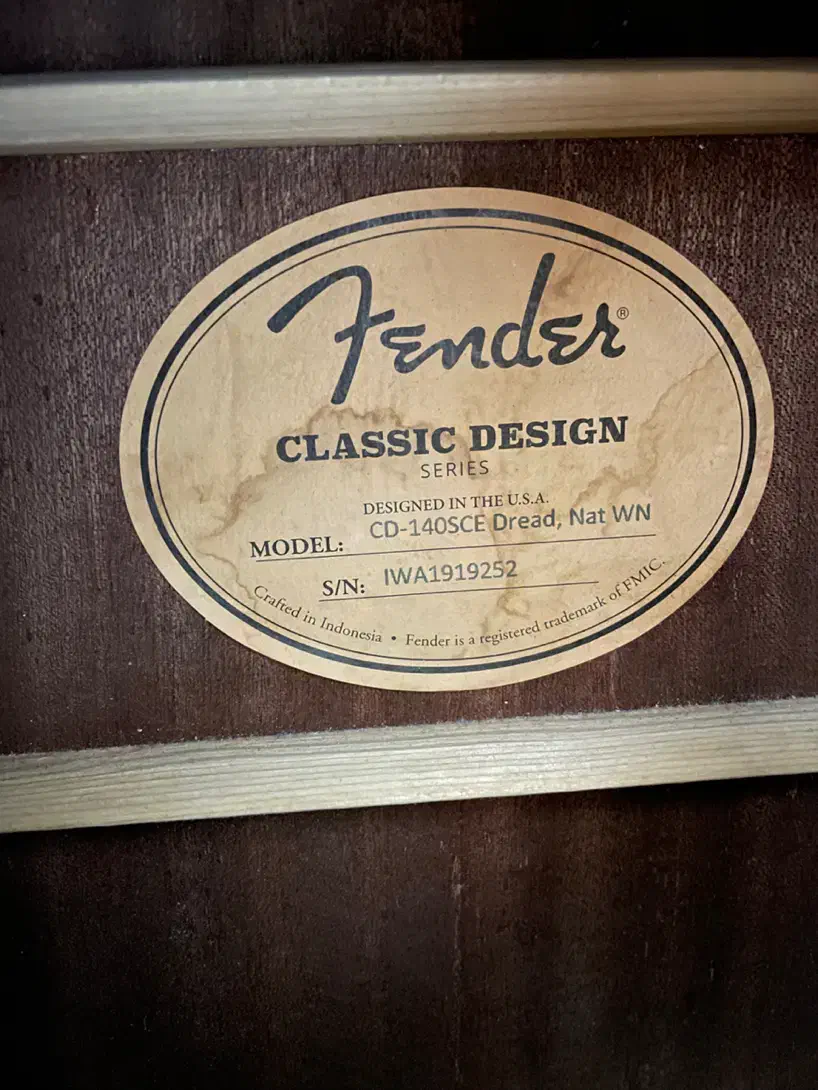 Fender®
CLASSIC DESIGN
SERIES
DESIGNED IN THE U.S.A.
MODEL: CD-140SCE Dread, Nat WN
S/N: IWA1919252
Crafted in Indonesia • Fender is a registered trademark of FMIC.